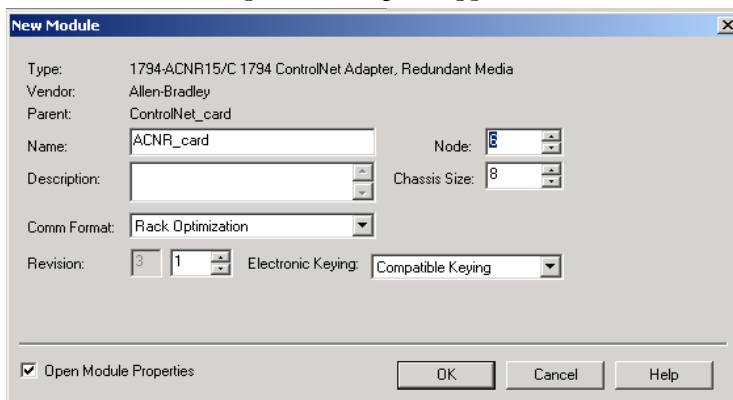 New Module
Type: 1794-ACNR15/C 1794 ControlNet Adapter, Redundant Media
Vendor: Allen-Bradley
Parent: ControlNet_card
Name: ACNR_card Node: 6
Description: Chassis Size: 8
Comm Format: Rack Optimization
Revision: 3 1 Electronic Keying: Compatible Keying
Open Module Properties OK Cancel Help